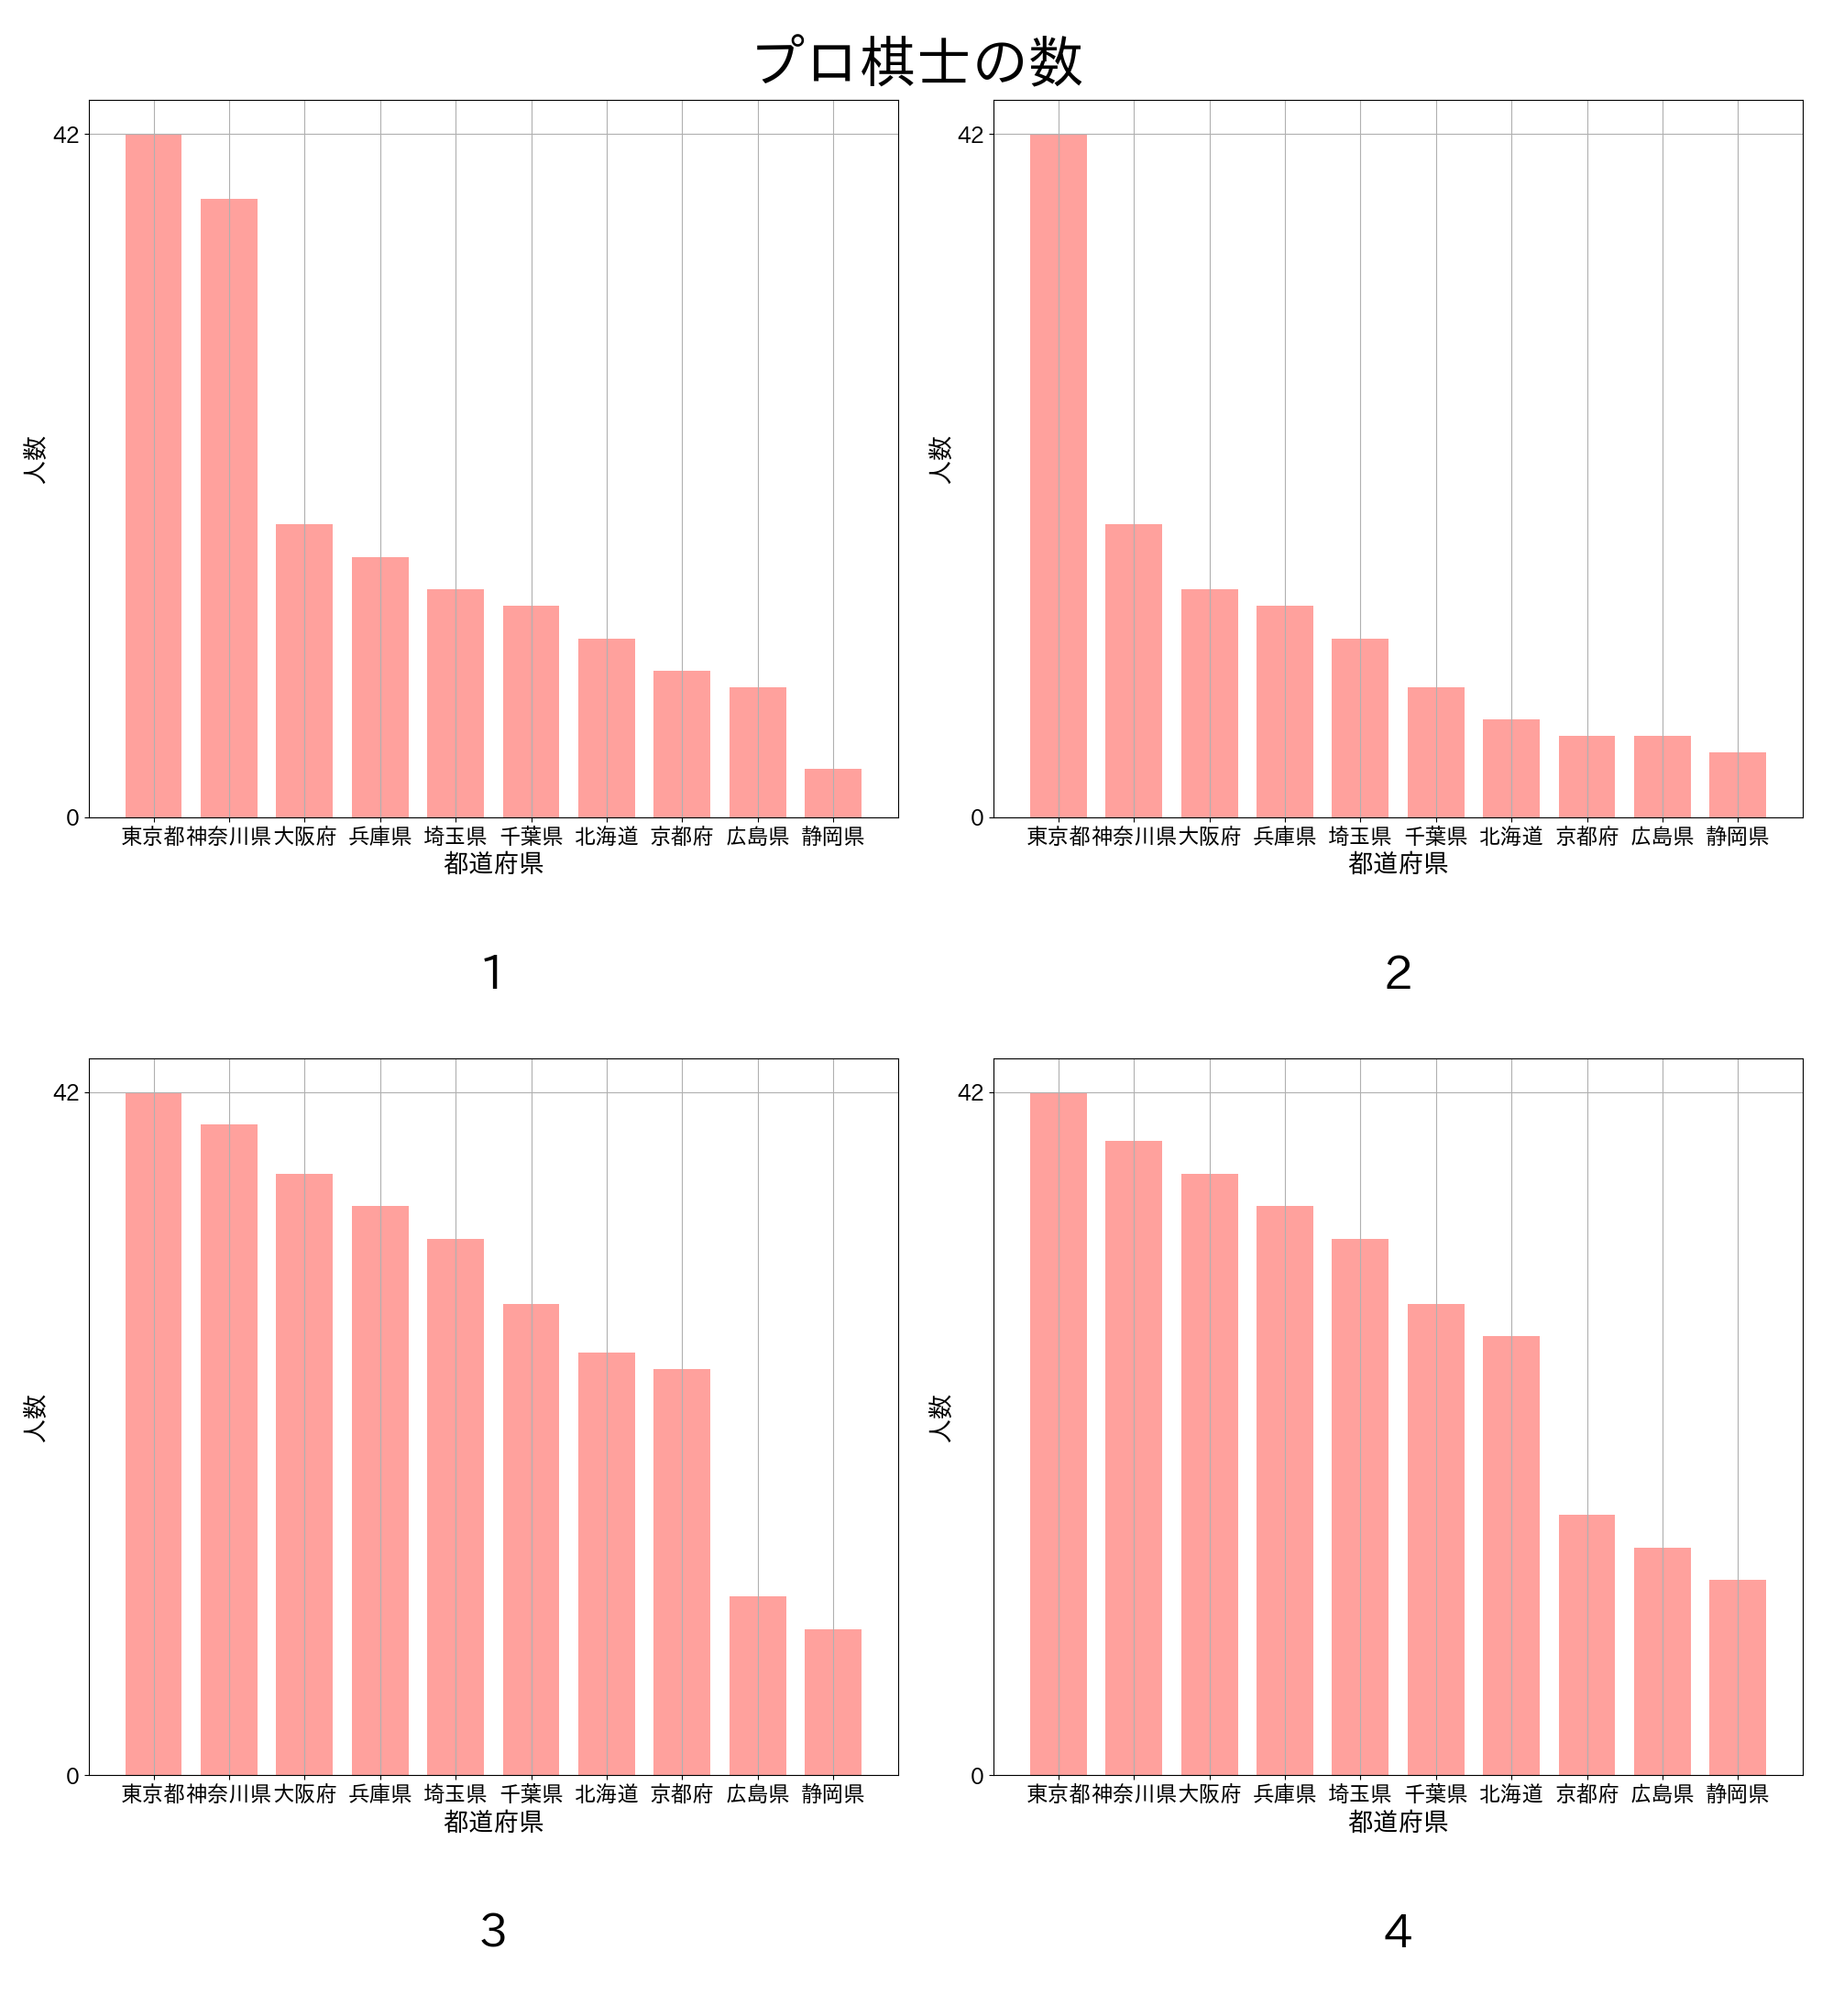 プロ棋士の数
42
0
人数
東京都 神奈川県 大阪府 兵庫県 埼玉県 千葉県 北海道 京都府 広島県 静岡県
都道府県
1
42
0
人数
東京都 神奈川県 大阪府 兵庫県 埼玉県 千葉県 北海道 京都府 広島県 静岡県
都道府県
2
42
0
人数
東京都 神奈川県 大阪府 兵庫県 埼玉県 千葉県 北海道 京都府 広島県 静岡県
都道府県
3
42
0
人数
東京都 神奈川県 大阪府 兵庫県 埼玉県 千葉県 北海道 京都府 広島県 静岡県
都道府県
4